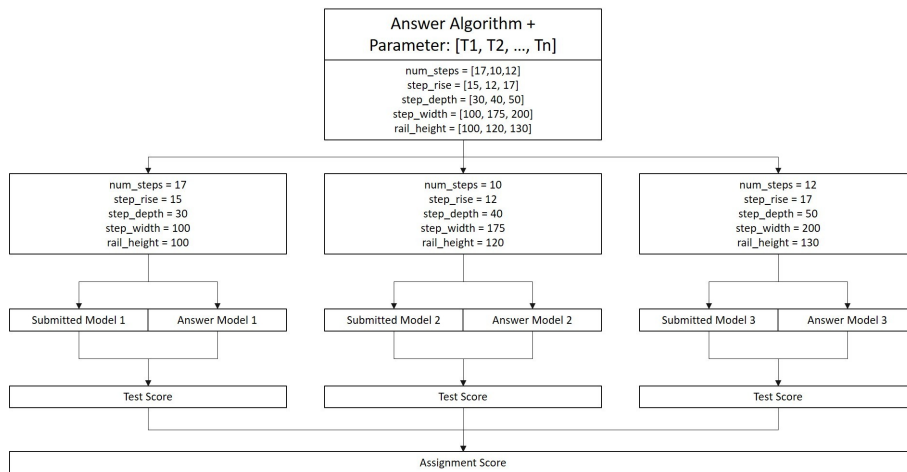 Answer Algorithm +
Parameter: [T1, T2, ..., Tn]
num_steps = [17,10,12]
step_rise = [15, 12, 17]
step_depth = [30, 40, 50]
step_width = [100, 175, 200]
rail_height = [100, 120, 130]
num_steps = 17
step_rise = 15
step_depth = 30
step_width = 100
rail_height = 100
num_steps = 10
step_rise = 12
step_depth = 40
step_width = 175
rail_height = 120
num_steps = 12
step_rise = 17
step_depth = 50
step_width = 200
rail_height = 130
Submitted Model 1
Answer Model 1
Submitted Model 2
Answer Model 2
Submitted Model 3
Answer Model 3
Test Score
Test Score
Test Score
Assignment Score